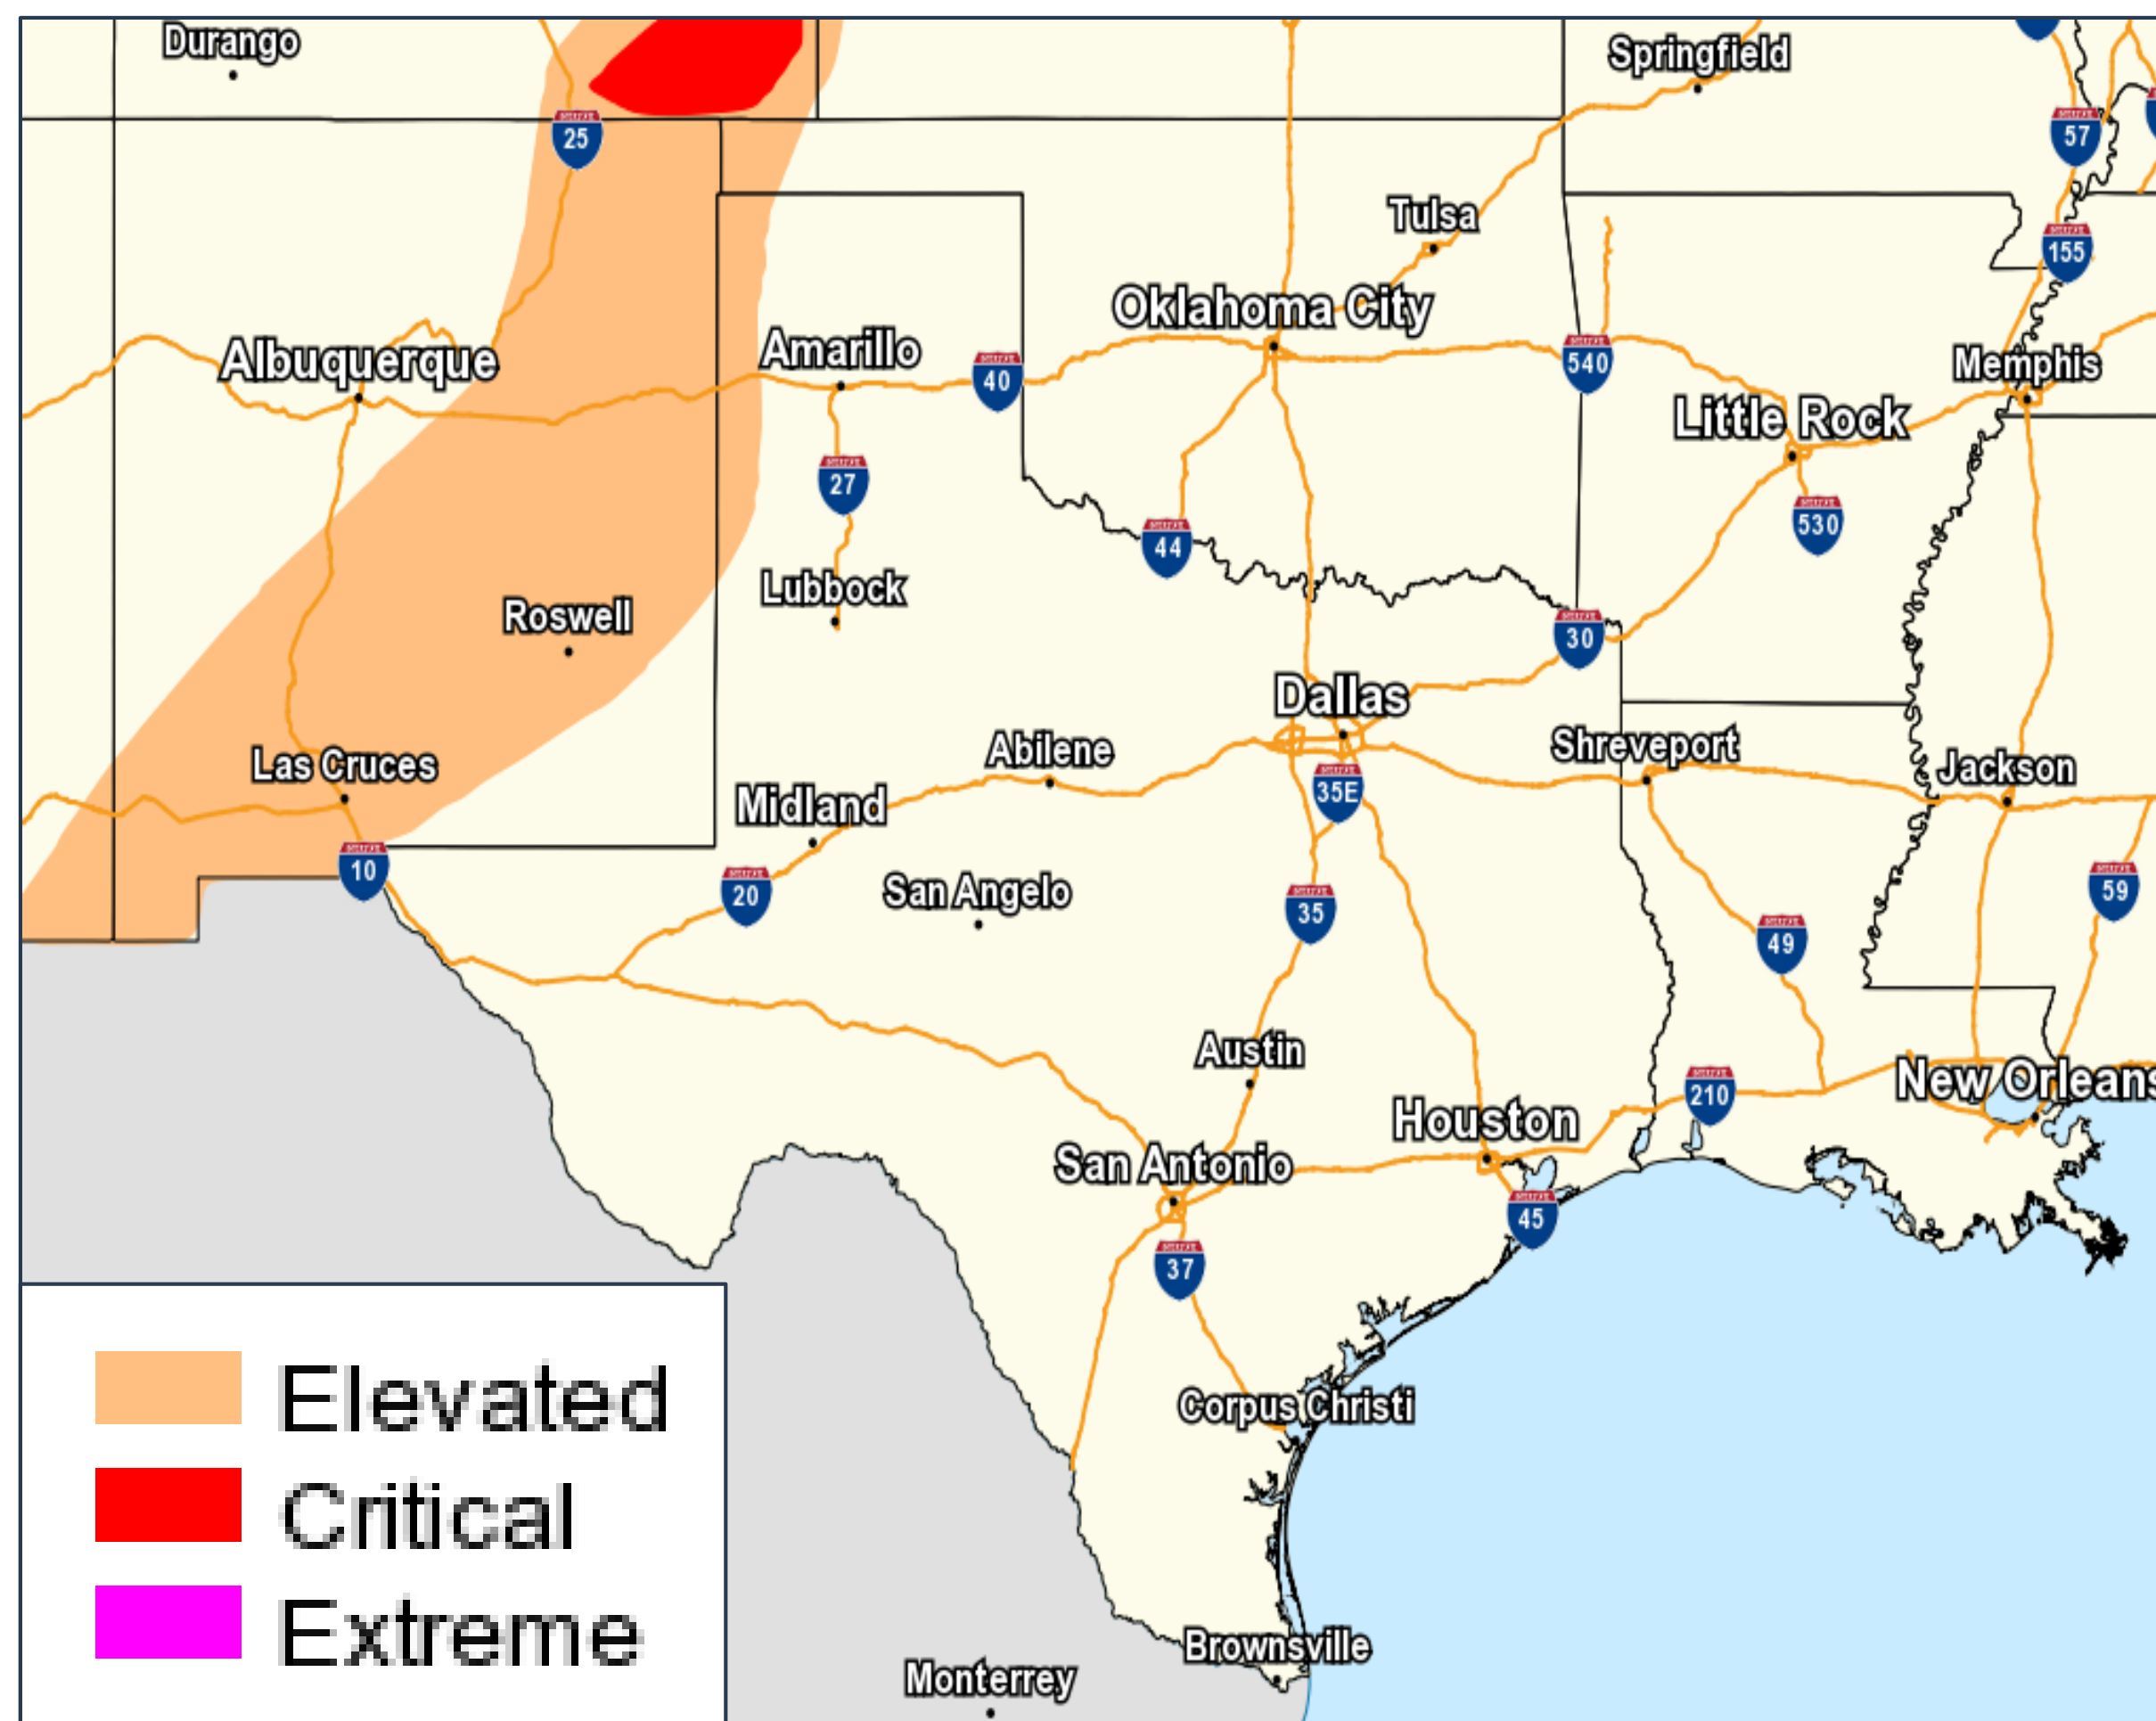 Durango
Springfield
25
57
155
Tulsa
Oklahoma City
Albuquerque
Amarillo
40
540
Memphis
Little Rock
27
530
44
Lubbock
Roswell
30
Dallas
Las Cruces
Abilene
Shreveport
Jackson
Midland
35E
10
20
San Angelo
35
59
49
Austin
210
New Orleans
Houston
San Antonio
45
37
Corpus Christi
Brownsville
Monterrey
Elevated
Critical
Extreme